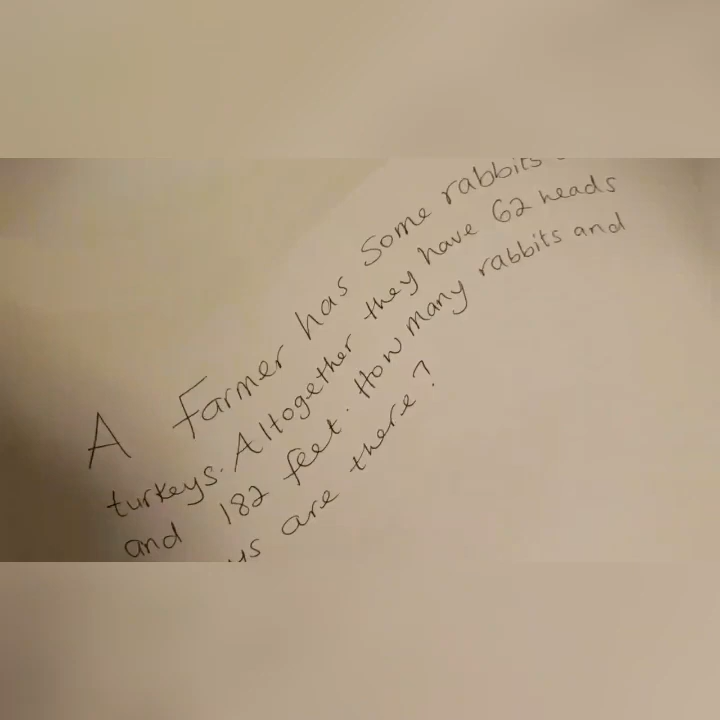 A Farmer has Some rabbits
turkeys. Altogether they have 62 heads
and 182 feet. How many rabbits and
are there?